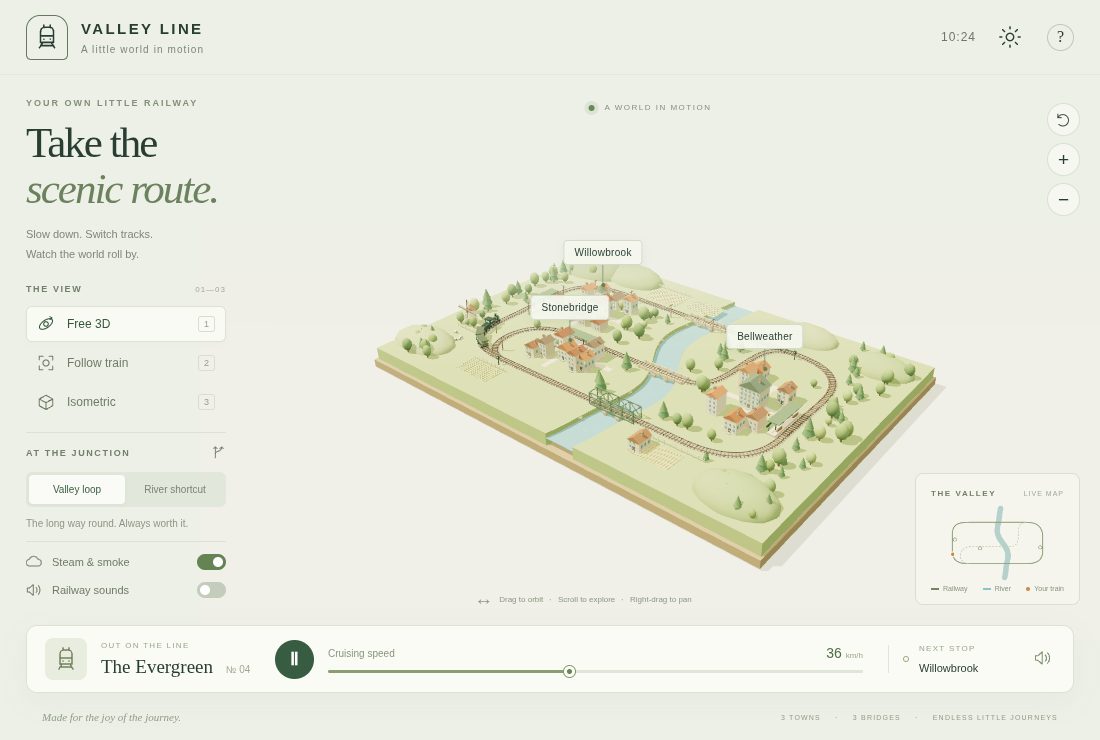 VALLEY LINE
A little world in motion
10:24
?
YOUR OWN LITTLE RAILWAY
Take the
scenic route.
Slow down. Switch tracks.
Watch the world roll by.
THE VIEW 01—03
Free 3D 1
Follow train 2
Isometric 3
AT THE JUNCTION
Valley loop River shortcut
The long way round. Always worth it.
Steam & smoke
Railway sounds
A WORLD IN MOTION
+
−
Willowbrook
Stonebridge
Bellweather
THE VALLEY LIVE MAP
Railway River Your train
↔ Drag to orbit · Scroll to explore · Right-drag to pan
OUT ON THE LINE
The Evergreen № 04
Cruising speed 36 km/h
NEXT STOP
Willowbrook
Made for the joy of the journey.
3 TOWNS · 3 BRIDGES · ENDLESS LITTLE JOURNEYS